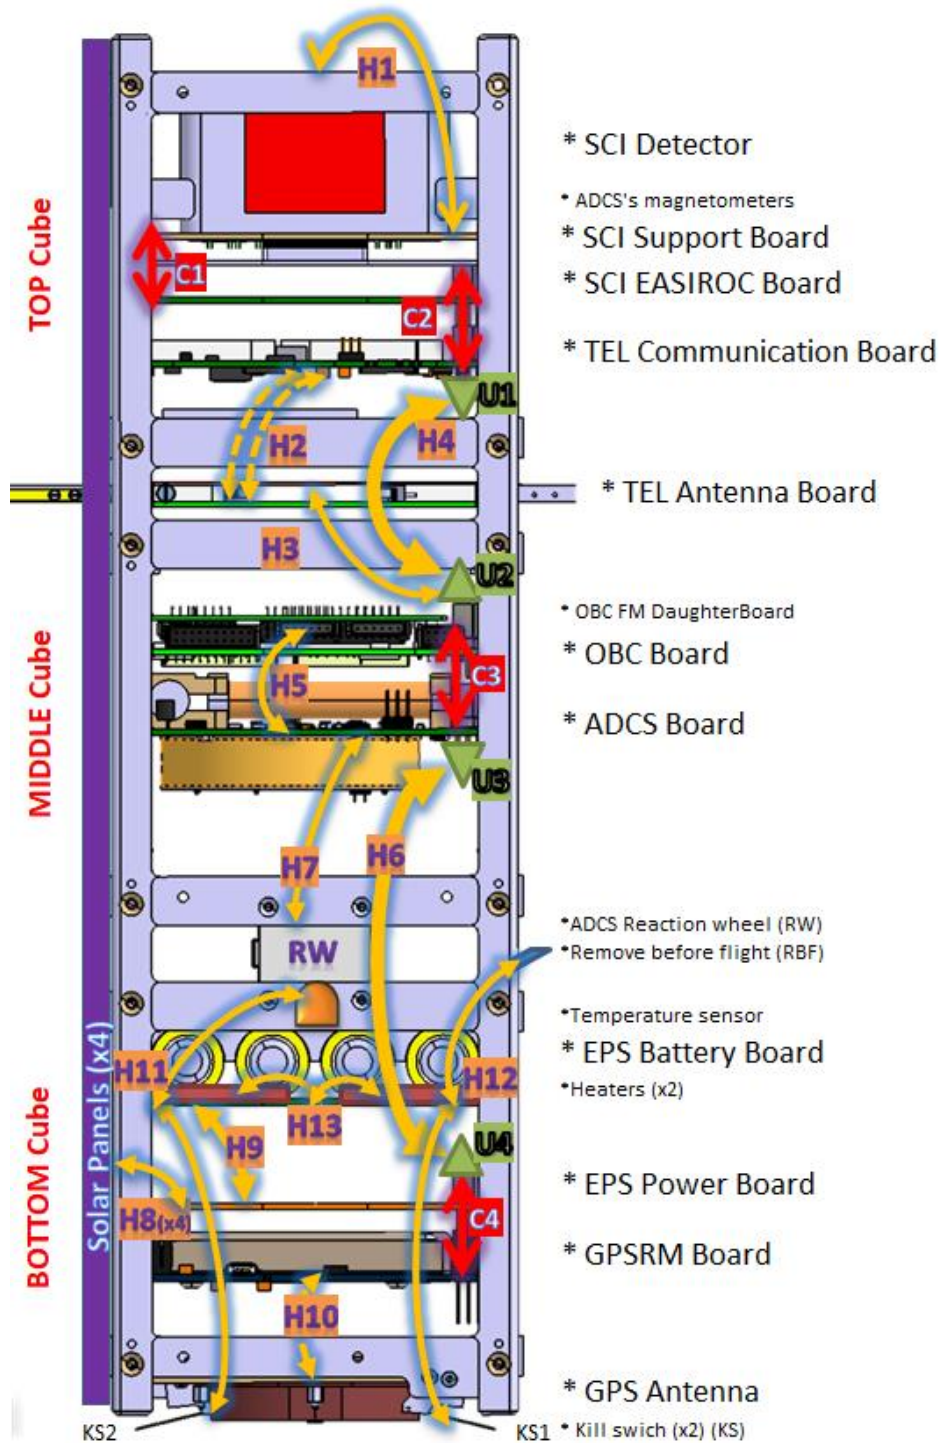 H1
* SCI Detector
* ADCS's magnetometers
* SCI Support Board
TOP Cube
C1
* SCI EASIROC Board
C2
* TEL Communication Board
U1
H2
H4
* TEL Antenna Board
H3
U2
* OBC FM DaughterBoard
* OBC Board
MIDDLE Cube
H5
C3
* ADCS Board
U3
H7
H6
*ADCS Reaction wheel (RW)
RW
*Remove before flight (RBF)
*Temperature sensor
* EPS Battery Board
H11
H12
*Heaters (x2)
H13
BOTTOM Cube
Solar Panels (x4)
H9
U4
* EPS Power Board
H8(x4)
C4
* GPSRM Board
H10
* GPS Antenna
KS2
KS1
* Kill swich (x2) (KS)